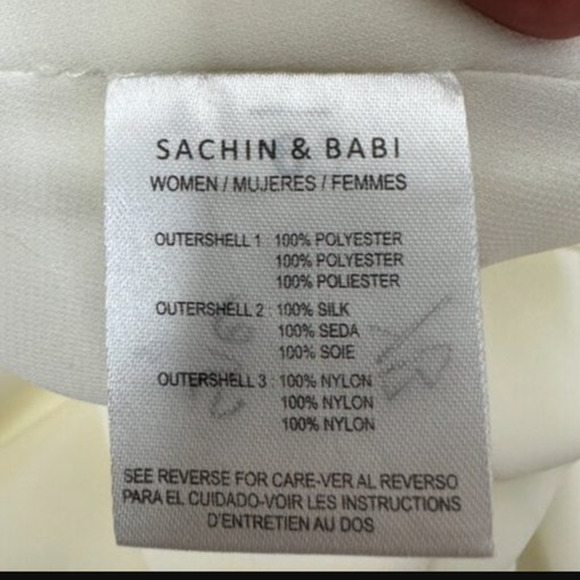 SACHIN & BABI
WOMEN / MUJERES / FEMMES
OUTERSHELL 1 100% POLYESTER
100% POLYESTER
100% POLIESTER
OUTERSHELL 2 : 100% SILK
100% SEDA
100% SOIE
OUTERSHELL 3 : 100% NYLON
100% NYLON
100% NYLON
SEE REVERSE FOR CARE-VER AL REVERSO
PARA EL CUIDADO-VOIR LES INSTRUCTIONS
D'ENTRETIEN AU DOS